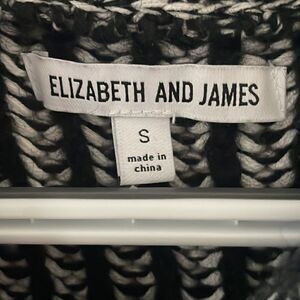 ELIZABETH AND JAMES
S
made in
china